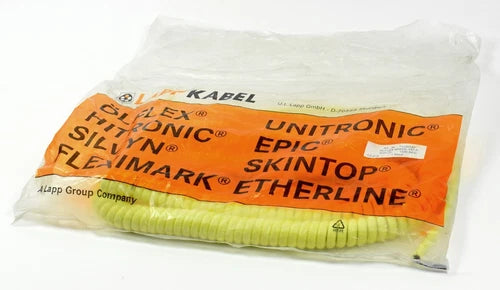 LAPP KABEL
U.I. Lapp GmbH
ÖLFLEX® UNITRONIC®
HITRONIC® EPIC®
SILVYN® SKINTOP®
FLEXIMARK® ETHERLINE®
A Lapp Group Company